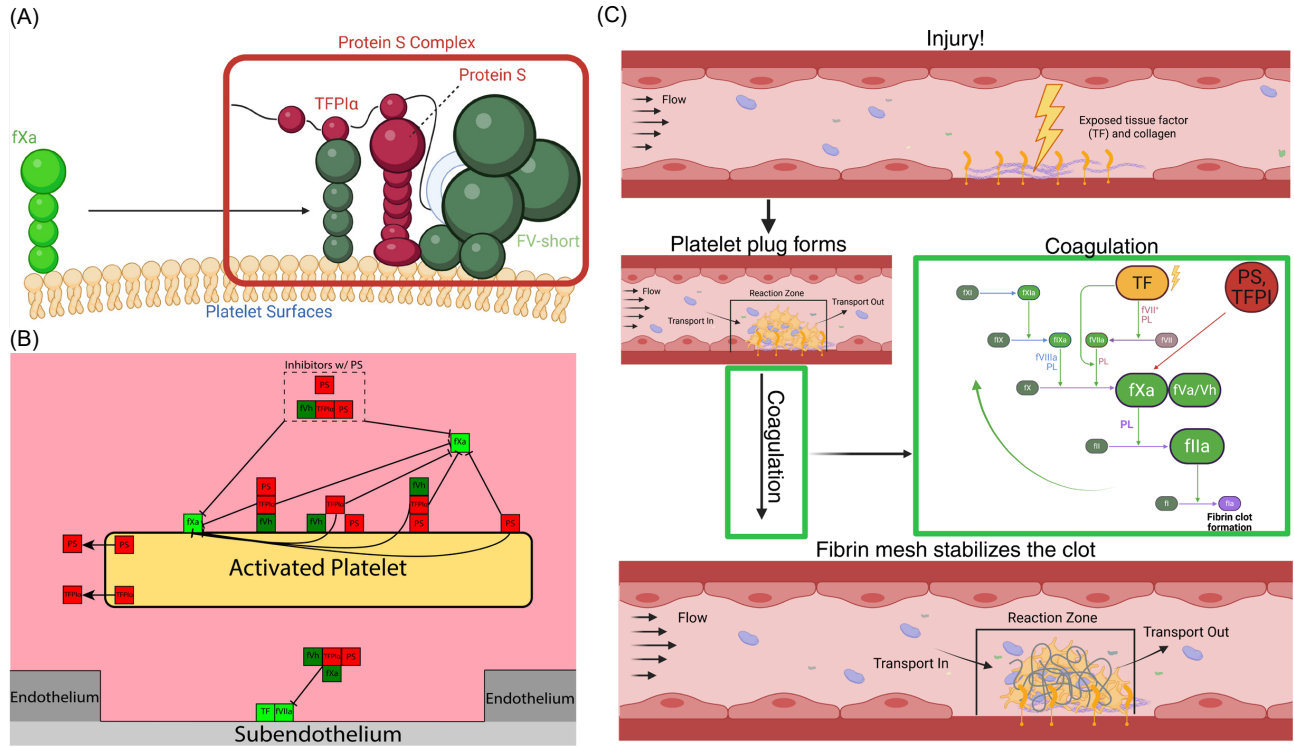 (A)
Protein S Complex
Protein S
TFPIα
fXa
FV-short
Platelet Surfaces
(B)
Inhibitors w/ PS
PS
fVh TFPIα PS
fXa
PS
fVh
TFPIα
TFPIα
TFPIα
PS
fXa
fVh
fVh
PS
PS
PS
PS
PS
Activated Platelet
TFPIα
TFPIα
fVh TFPIα PS
fXa
Endothelium
Endothelium
TF fVIIa
Subendothelium
(C)
Injury!
Flow
Exposed tissue factor
(TF) and collagen
Platelet plug forms
Flow
Reaction Zone
Transport In
Transport Out
Coagulation
Coagulation
TF
PS,
TFPI
fXI
fXIa
fVII*
PL
fIX
fIXa
fVIIa
fVII
fVIIIa
PL
PL
fX
fXa
fVa/Vh
PL
fII
fIIa
fI
fIa
Fibrin clot
formation
Fibrin mesh stabilizes the clot
Flow
Reaction Zone
Transport In
Transport Out